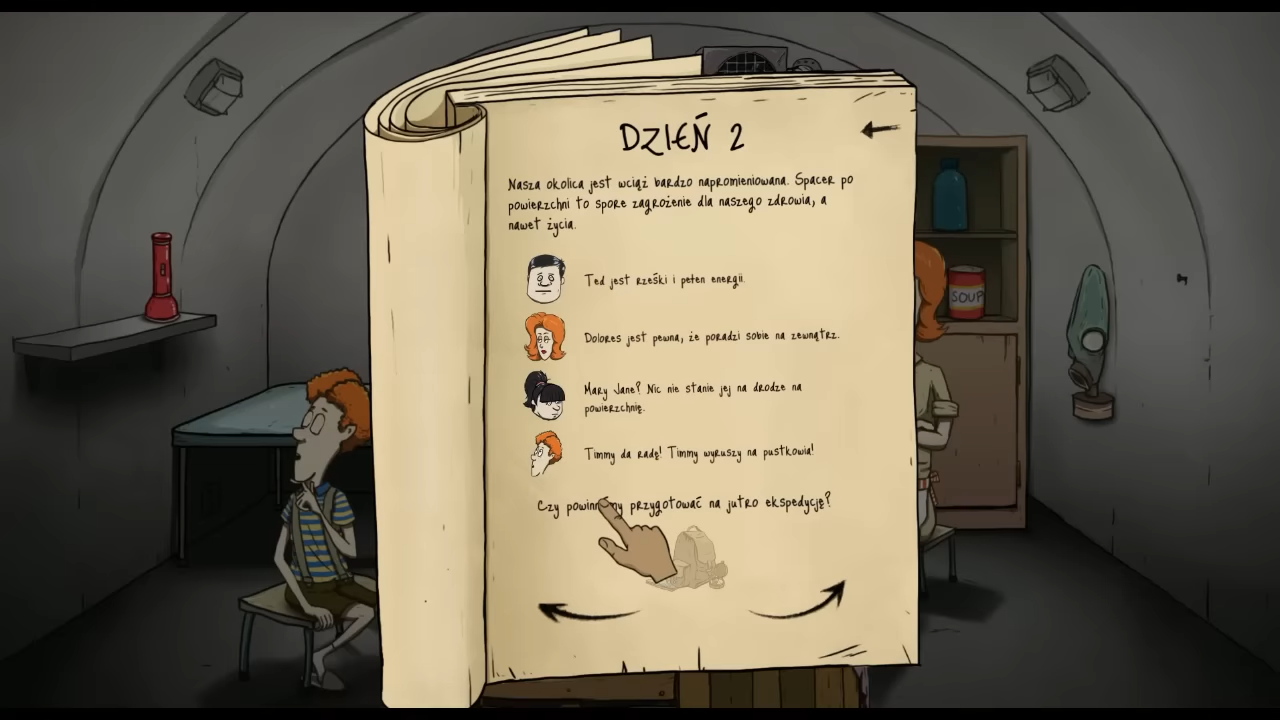 DZIEŃ 2
Nasza okolica jest wciąż bardzo napromieniowana. Spacer po
powierzchni to spore zagrożenie dla naszego zdrowia, a
nawet życia.
Ted jest rześki i pełen energii.
Dolores jest pewna, że poradzi sobie na zewnątrz.
SOUP
Mary Jane? Nic nie stanie jej na drodze na
powierzchnię.
Timmy da radę! Timmy wyruszy na pustkowia!
Czy przygotować na jutro ekspedycję?